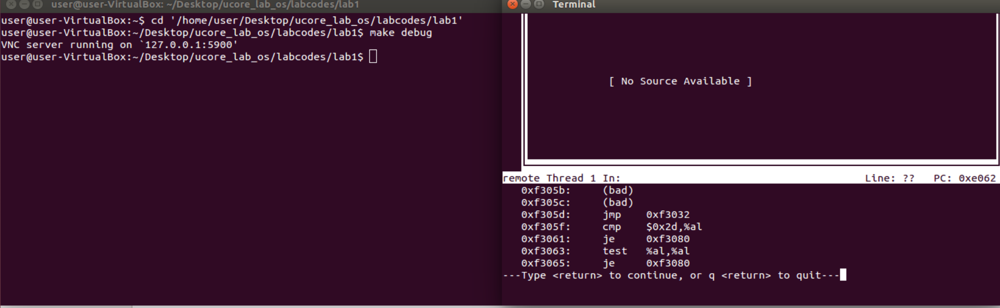 user@user-VirtualBox: ~/Desktop/ucore_lab_os/labcodes/lab1
user@user-VirtualBox:~$ cd '/home/user/Desktop/ucore_lab_os/labcodes/lab1'
user@user-VirtualBox:~/Desktop/ucore_lab_os/labcodes/lab1$ make debug
VNC server running on `127.0.0.1:5900'
user@user-VirtualBox:~/Desktop/ucore_lab_os/labcodes/lab1$
Terminal
[ No Source Available ]
remote Thread 1 In: Line: ?? PC: 0xe062
0xf305b: (bad)
0xf305c: (bad)
0xf305d: jmp 0xf3032
0xf305f: cmp $0x2d,%al
0xf3061: je 0xf3080
0xf3063: test %al,%al
0xf3065: je 0xf3080
---Type <return> to continue, or q <return> to quit---